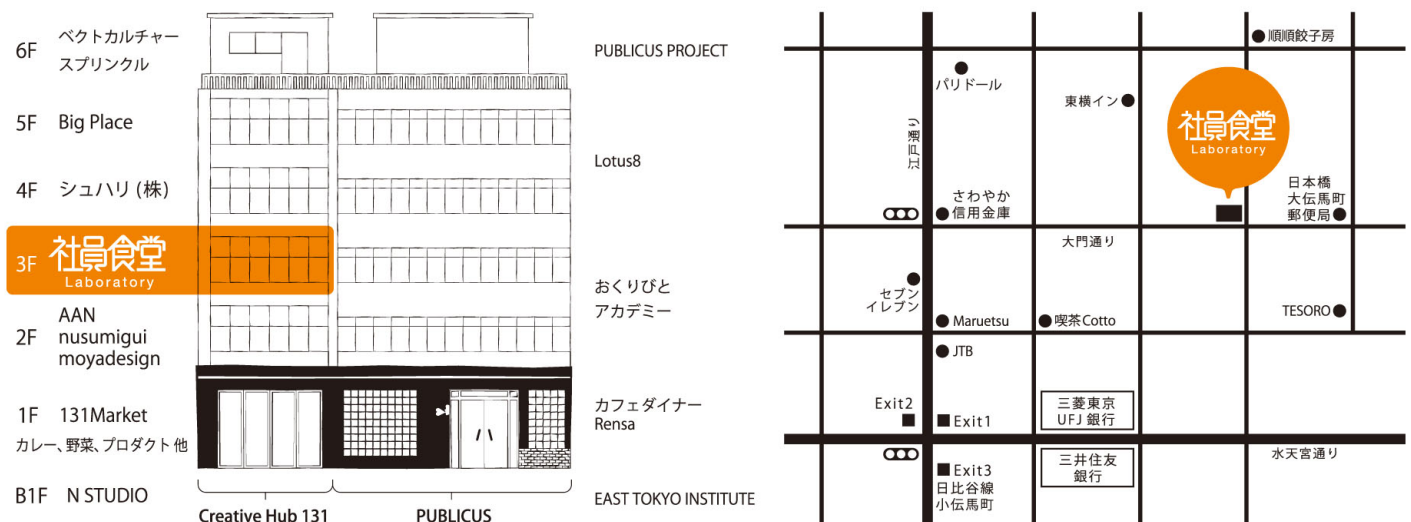 6F
ベクトカルチャー
スプリンクル
5F Big Place
4F シュハリ (株)
3F 社員食堂
Laboratory
2F
AAN
nusumigui
moyadesign
1F 131Market
カレー、野菜、プロダクト 他
B1F N STUDIO
Creative Hub 131
PUBLICUS
PUBLICUS PROJECT
Lotus8
おくりびと
アカデミー
カフェダイナー
Rensa
EAST TOKYO INSTITUTE
順順餃子房
パリドール
東横イン
社員食堂
Laboratory
江戸通り
さわやか
信用金庫
日本橋
大伝馬町
郵便局
大門通り
セブン
イレブン
Maruetsu
喫茶Cotto
TESORO
JTB
Exit2
Exit1
三菱東京
UFJ 銀行
水天宮通り
Exit3
日比谷線
小伝馬町
三井住友
銀行